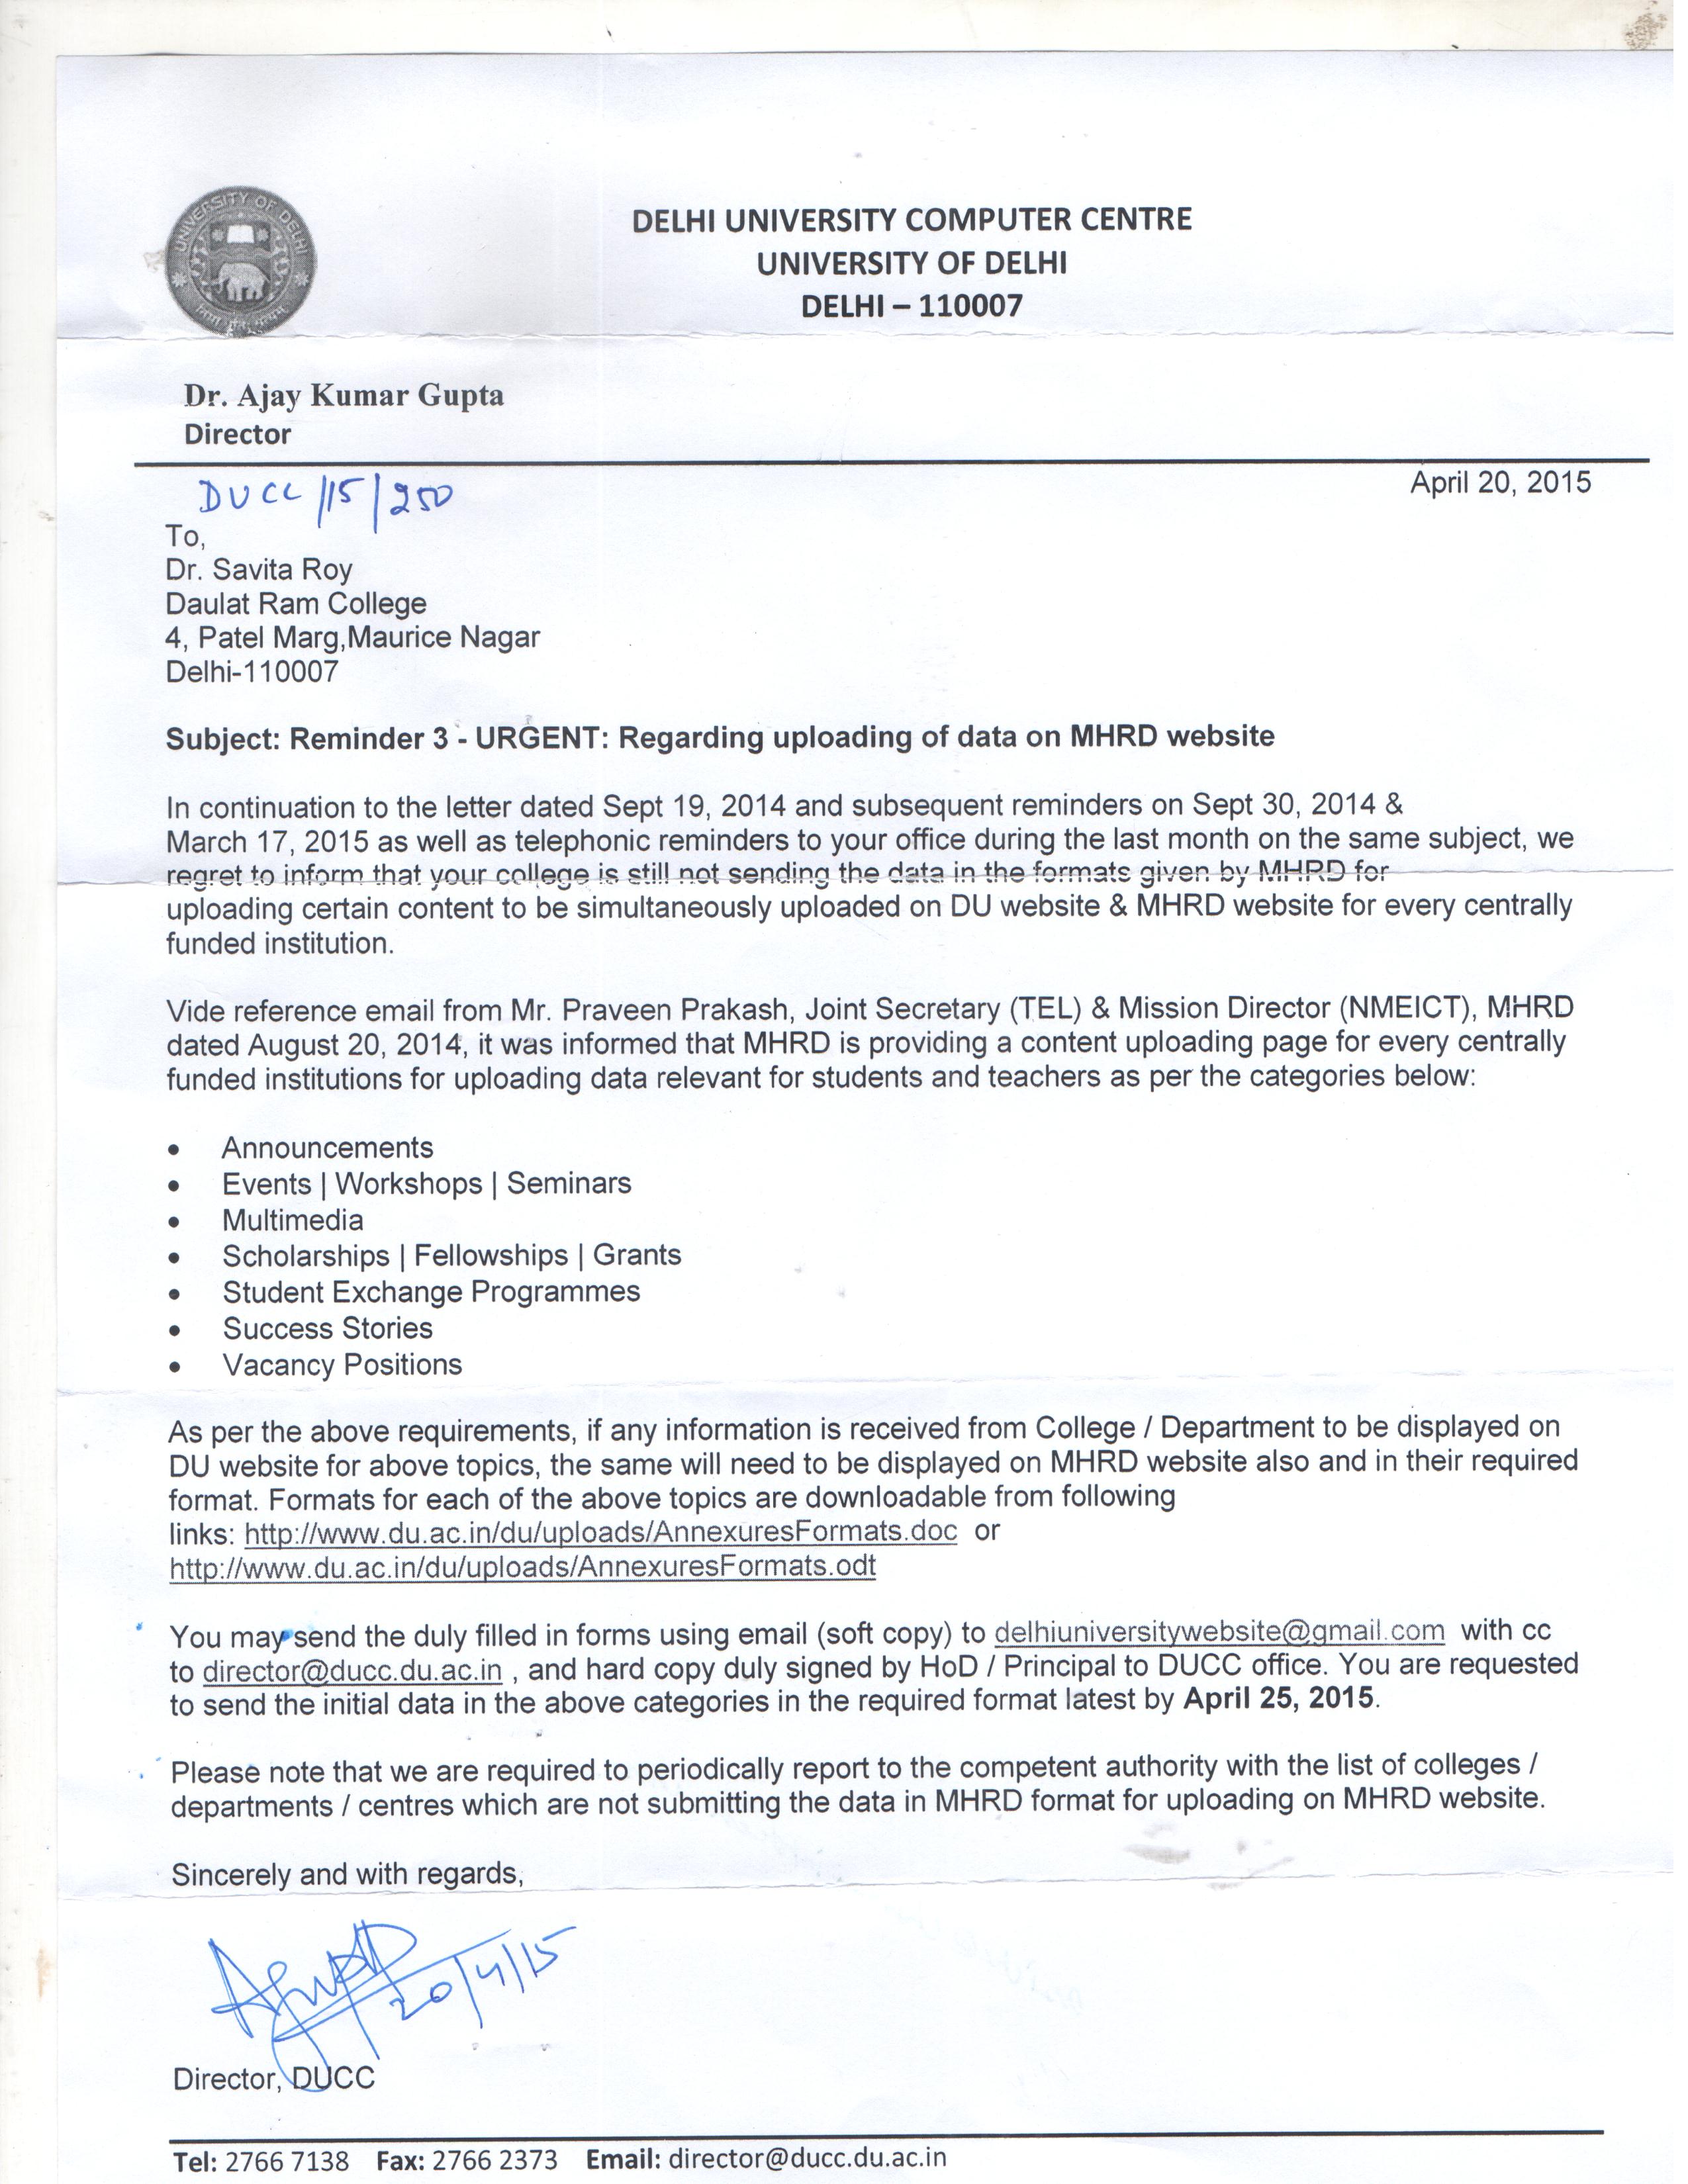 UNIVERSITY OF DELHI
DELHI UNIVERSITY COMPUTER CENTRE
UNIVERSITY OF DELHI
DELHI – 110007
Dr. Ajay Kumar Gupta
Director
DUCC/15/250
April 20, 2015
To,
Dr. Savita Roy
Daulat Ram College
4, Patel Marg,Maurice Nagar
Delhi-110007
Subject: Reminder 3 - URGENT: Regarding uploading of data on MHRD website
In continuation to the letter dated Sept 19, 2014 and subsequent reminders on Sept 30, 2014 &
March 17, 2015 as well as telephonic reminders to your office during the last month on the same subject, we
regret to inform that your college is still not sending the data in the formats given by MHRD for
uploading certain content to be simultaneously uploaded on DU website & MHRD website for every centrally
funded institution.
Vide reference email from Mr. Praveen Prakash, Joint Secretary (TEL) & Mission Director (NMEICT), MHRD
dated August 20, 2014, it was informed that MHRD is providing a content uploading page for every centrally
funded institutions for uploading data relevant for students and teachers as per the categories below:
• Announcements
• Events | Workshops | Seminars
• Multimedia
• Scholarships | Fellowships | Grants
• Student Exchange Programmes
• Success Stories
• Vacancy Positions
As per the above requirements, if any information is received from College / Department to be displayed on
DU website for above topics, the same will need to be displayed on MHRD website also and in their required
format. Formats for each of the above topics are downloadable from following
links: http://www.du.ac.in/du/uploads/AnnexuresFormats.doc or
http://www.du.ac.in/du/uploads/AnnexuresFormats.odt
You may send the duly filled in forms using email (soft copy) to delhiuniversitywebsite@gmail.com with cc
to director@ducc.du.ac.in , and hard copy duly signed by HoD / Principal to DUCC office. You are requested
to send the initial data in the above categories in the required format latest by April 25, 2015.
Please note that we are required to periodically report to the competent authority with the list of colleges /
departments / centres which are not submitting the data in MHRD format for uploading on MHRD website.
Sincerely and with regards,
20/4/15
Director, DUCC
Tel: 2766 7138 Fax: 2766 2373 Email: director@ducc.du.ac.in